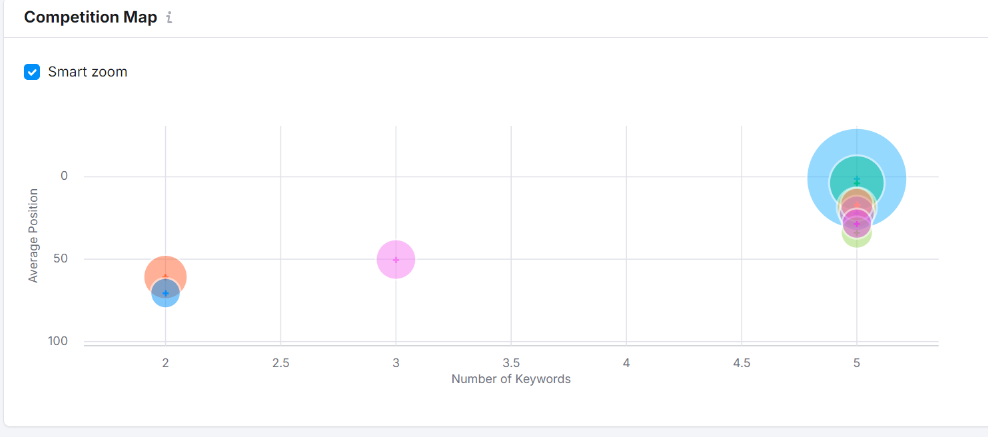 Competition Map i
Smart zoom
Average Position
0
50
100
2 2.5 3 3.5 4 4.5 5
Number of Keywords